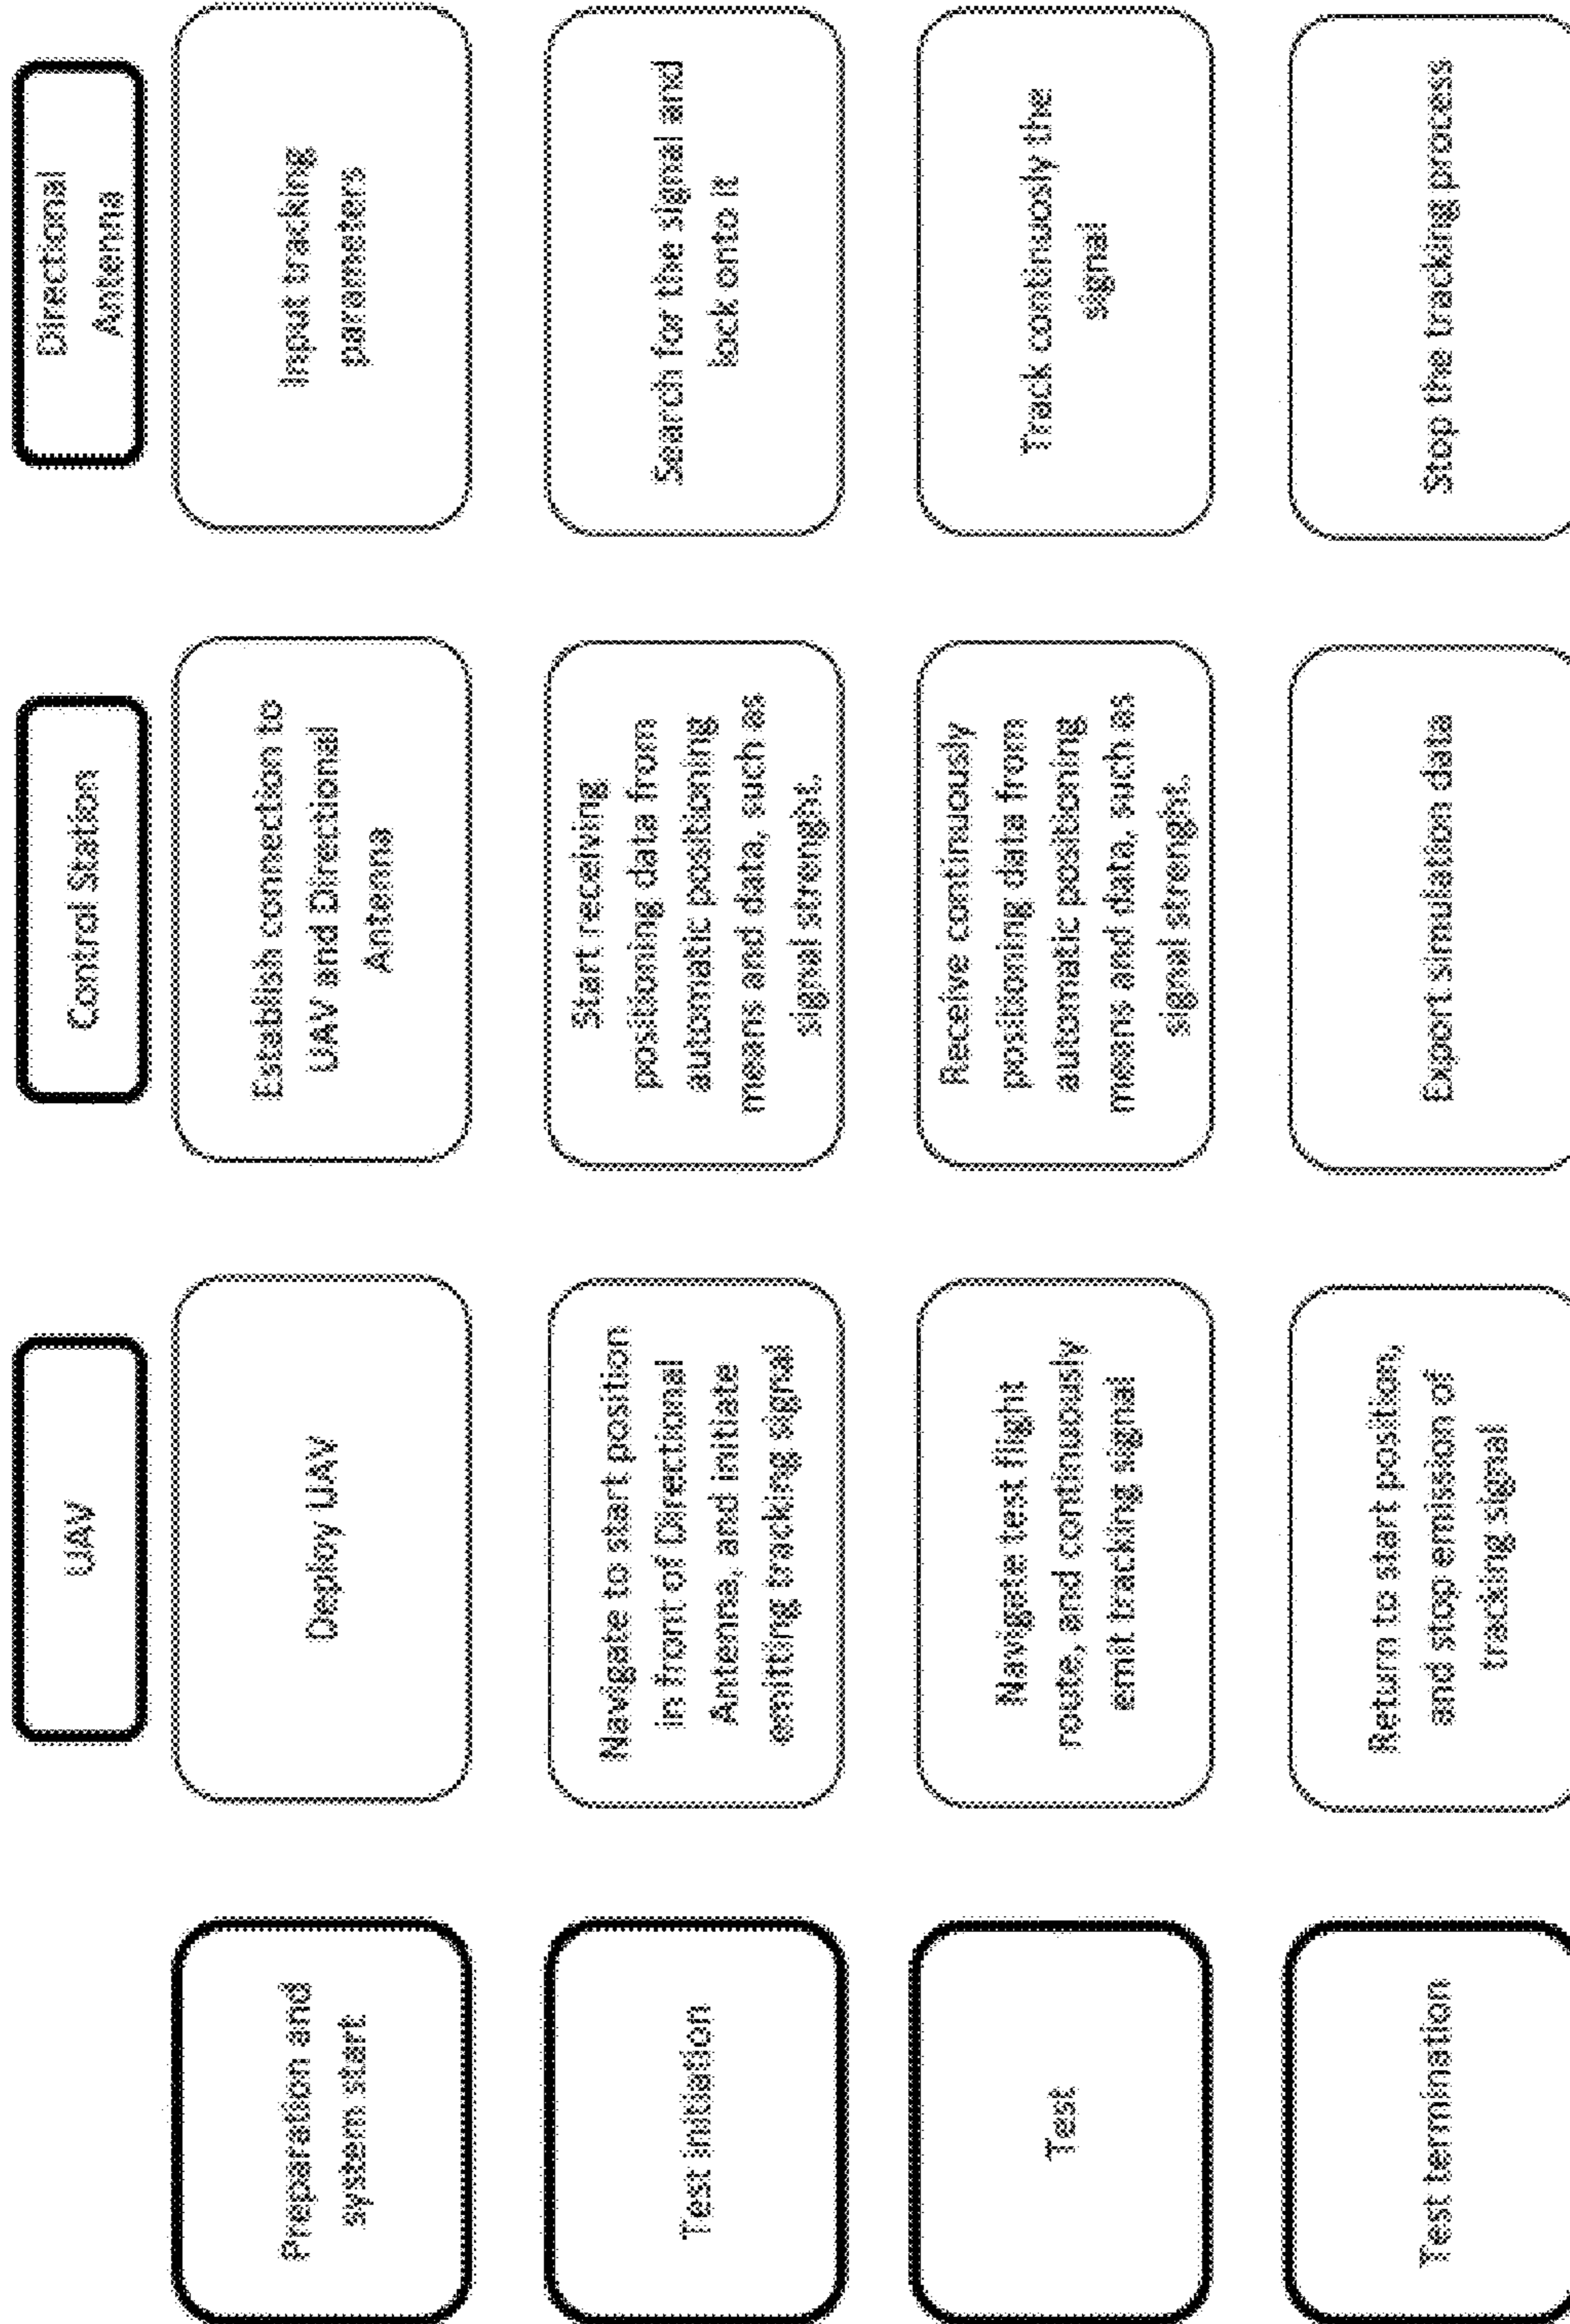 UAV
Control Station
Directional
Antenna
Preparation and
system start
Deploy UAV
Establish connection to
UAV and Directional
Antenna
Input tracking
parameters
Test initiation
Navigate to start position
in front of Directional
Antenna, and initiate
emitting tracking signal
Start receiving
positioning data from
automatic positioning
means and data, such as
signal strenght.
Search for the signal and
lock onto it
Test
Navigate test flight
route, and continuously
emit tracking signal
Receive continuously
positioning data from
automatic positioning
means and data, such as
signal strenght.
Track continuously the
signal
Test termination
Return to start position,
and stop emission of
tracking signal
Export simulation data
Stop the tracking process